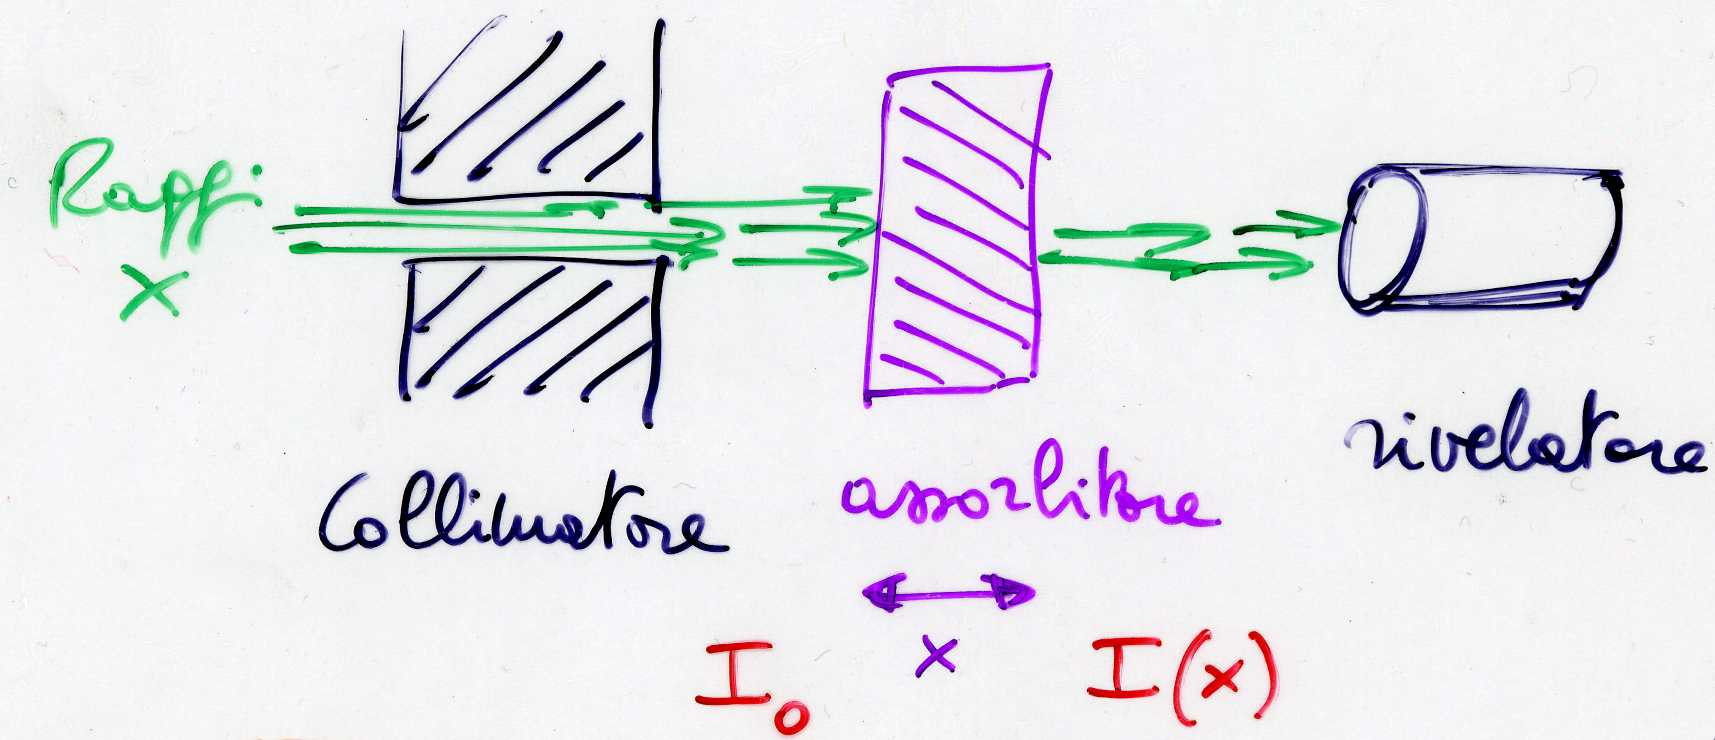 Raggi
X
Collimatore
assorbitore
rivelatore
x
I₀
I(x)